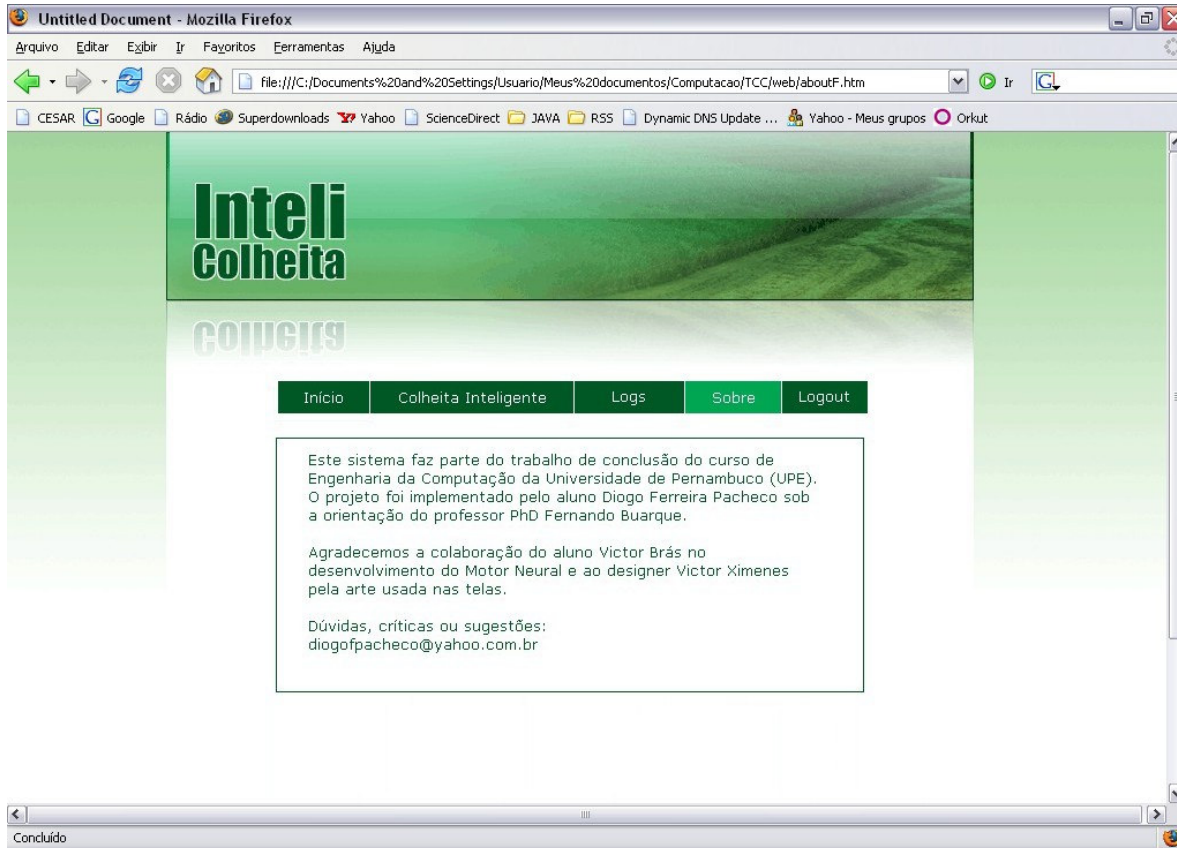 Untitled Document - Mozilla Firefox
Arquivo Editar Exibir Ir Favoritos Ferramentas Ajuda
file:///C:/Documents%20and%20Settings/Usuario/Meus%20documentos/Computacao/TCC/web/aboutF.htm Ir G
CESAR G Google Rádio Superdownloads Y? Yahoo ScienceDirect JAVA RSS Dynamic DNS Update ... Yahoo - Meus grupos Orkut
Inteli
Colheita
Colheita
Início Colheita Inteligente Logs Sobre Logout
Este sistema faz parte do trabalho de conclusão do curso de
Engenharia da Computação da Universidade de Pernambuco (UPE).
O projeto foi implementado pelo aluno Diogo Ferreira Pacheco sob
a orientação do professor PhD Fernando Buarque.
Agradecemos a colaboração do aluno Victor Brás no
desenvolvimento do Motor Neural e ao designer Victor Ximenes
pela arte usada nas telas.
Dúvidas, críticas ou sugestões:
diogofpacheco@yahoo.com.br
Concluído